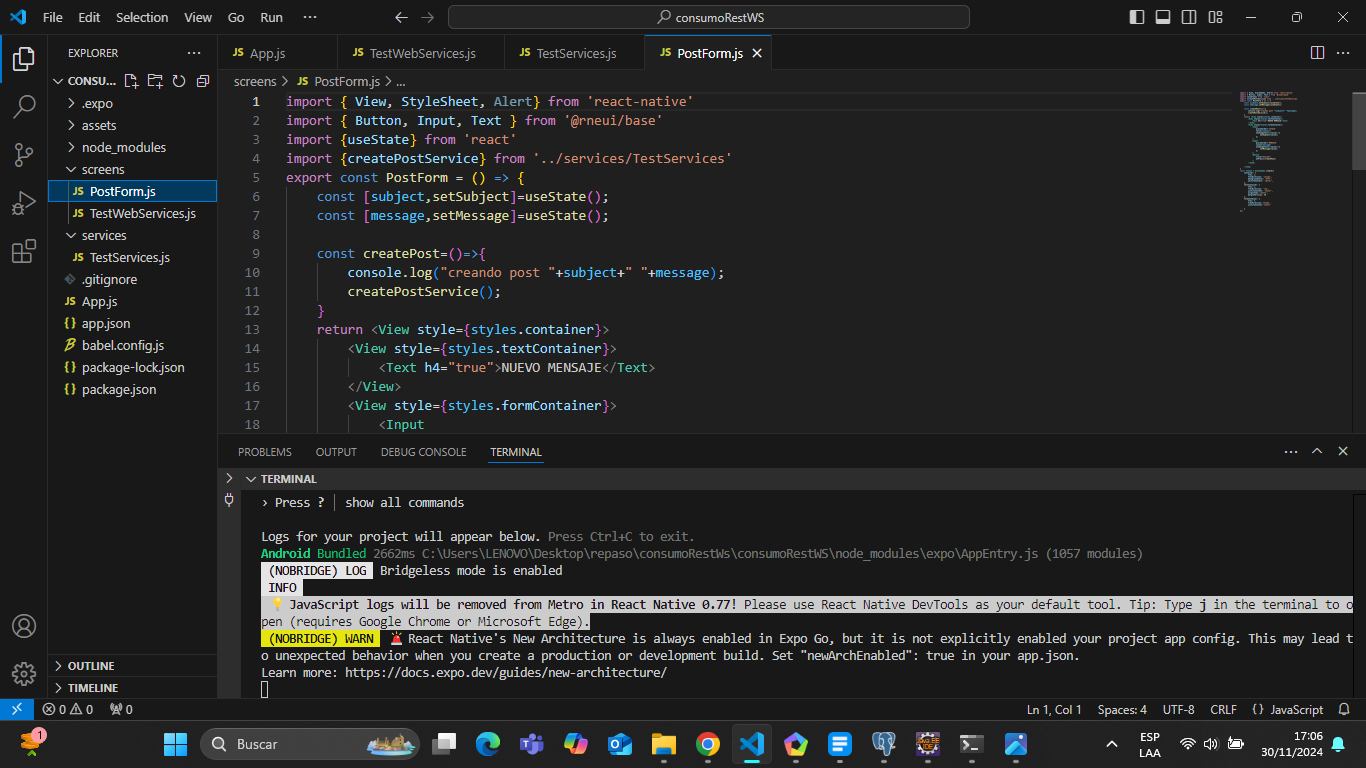 File Edit Selection View Go Run ··· consumoRestWS
EXPLORER ···
CONSU...
.expo
assets
node_modules
screens
JS PostForm.js
JS TestWebServices.js
services
JS TestServices.js
.gitignore
JS App.js
{} app.json
babel.config.js
{} package-lock.json
{} package.json
OUTLINE
TIMELINE
JS App.js JS TestWebServices.js JS TestServices.js JS PostForm.js
screens > JS PostForm.js > ...
1 import { View, StyleSheet, Alert} from 'react-native'
2 import { Button, Input, Text } from '@rneui/base'
3 import {useState} from 'react'
4 import {createPostService} from '../services/TestServices'
5 export const PostForm = () => {
6 const [subject,setSubject]=useState();
7 const [message,setMessage]=useState();
8
9 const createPost=()=>{
10 console.log("creando post "+subject+" "+message);
11 createPostService();
12 }
13 return <View style={styles.container}>
14 <View style={styles.textContainer}>
15 <Text h4="true">NUEVO MENSAJE</Text>
16 </View>
17 <View style={styles.formContainer}>
18 <Input
PROBLEMS OUTPUT DEBUG CONSOLE TERMINAL
TERMINAL
› Press ? │ show all commands
Logs for your project will appear below. Press Ctrl+C to exit.
Android Bundled 2662ms C:\Users\LENOVO\Desktop\repaso\consumoRestWs\consumoRestWS\node_modules\expo\AppEntry.js (1057 modules)
(NOBRIDGE) LOG Bridgeless mode is enabled
INFO
💡 JavaScript logs will be removed from Metro in React Native 0.77! Please use React Native DevTools as your default tool. Tip: Type j in the terminal to o
pen (requires Google Chrome or Microsoft Edge).
(NOBRIDGE) WARN 🚨 React Native's New Architecture is always enabled in Expo Go, but it is not explicitly enabled your project app config. This may lead t
o unexpected behavior when you create a production or development build. Set "newArchEnabled": true in your app.json.
Learn more: https://docs.expo.dev/guides/new-architecture/
0 0 0 Ln 1, Col 1 Spaces: 4 UTF-8 CRLF {} JavaScript
1 Buscar ESP
LAA
17:06
30/11/2024